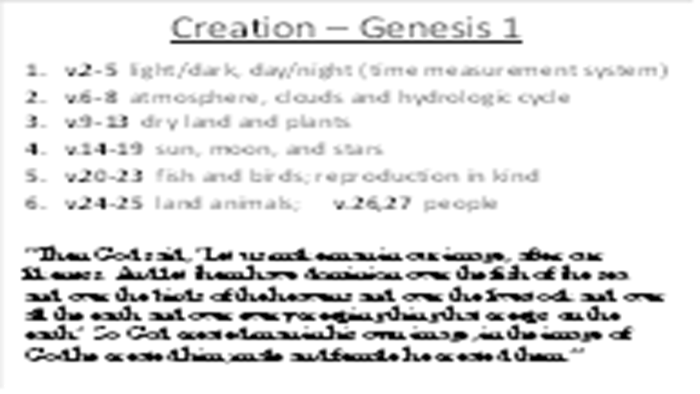 Creation – Genesis 1
1. v2-5 light/dark, day/night (time measurement system)
2. v.6-8 atmosphere, clouds and hydrologic cycle
3. v.9-13 dry land and plants
4. v.14-19 sun, moon, and stars
5. v.20-23 fish and birds; reproduction in kind
6. v.24-25 land animals; v.26,27 people
"Then God said, "Let us make man in our image, after our
likeness. And let them have dominion over the fish of the sea
and over the birds of the heavens and over the livestock and over
all the earth and over every creeping thing that creeps on the
earth." So God created man in his own image, in the image of
God he created him; male and female he created them."